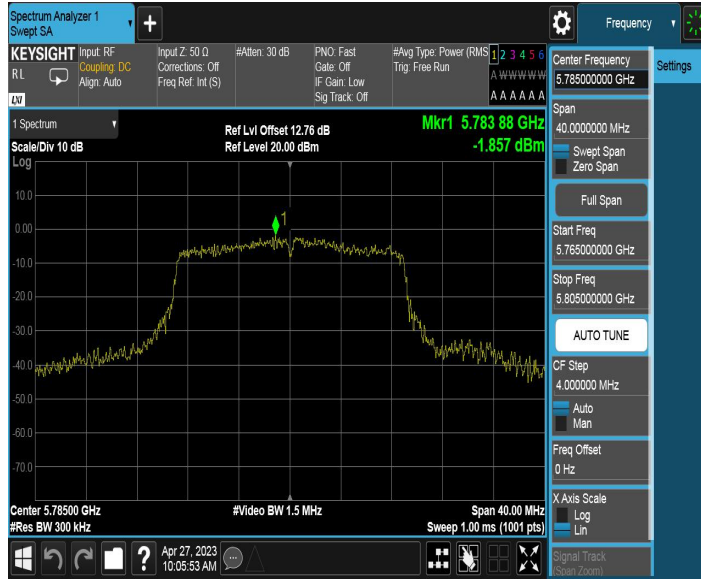 Spectrum Analyzer 1
Swept SA
+
Frequency
KEYSIGHT
RL
LXI
Input: RF
Coupling: DC
Align: Auto
Input Z: 50 Ω
Corrections: Off
Freq Ref: Int (S)
#Atten: 30 dB
PNO: Fast
Gate: Off
IF Gain: Low
Sig Track: Off
#Avg Type: Power (RMS
Trig: Free Run
1 2 3 4 5 6
A W W W W W
A A A A A A
1 Spectrum
Scale/Div 10 dB
Log
Ref Lvl Offset 12.76 dB
Ref Level 20.00 dBm
Mkr1 5.783 88 GHz
-1.857 dBm
10.0
0.00
-10.0
-20.0
-30.0
-40.0
-50.0
-60.0
-70.0
1
Center 5.78500 GHz
#Res BW 300 kHz
#Video BW 1.5 MHz
Span 40.00 MHz
Sweep 1.00 ms (1001 pts)
?
Apr 27, 2023
10:05:53 AM
Center Frequency
5.785000000 GHz
Span
40.0000000 MHz
Swept Span
Zero Span
Full Span
Start Freq
5.765000000 GHz
Stop Freq
5.805000000 GHz
AUTO TUNE
CF Step
4.000000 MHz
Auto
Man
Freq Offset
0 Hz
X Axis Scale
Log
Lin
Signal Track
(Span Zoom)
Settings